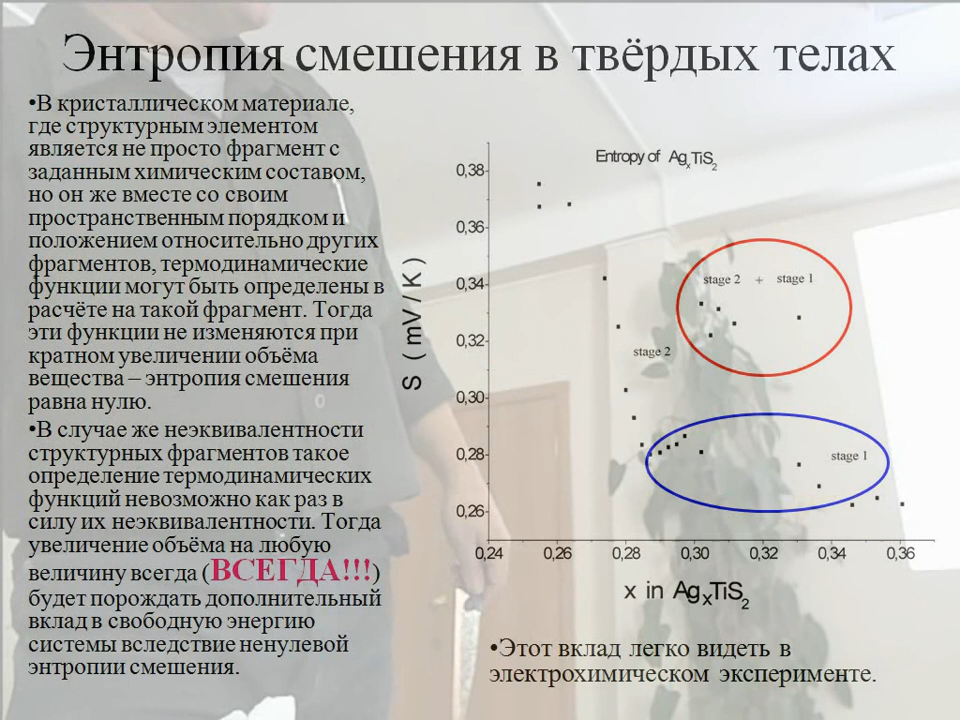 Энтропия смешения в твёрдых телах
•В кристаллическом материале,
где структурным элементом
является не просто фрагмент с
заданным химическим составом,
но он же вместе со своим
пространственным порядком и
положением относительно других
фрагментов, термодинамические
функции могут быть определены в
расчёте на такой фрагмент. Тогда
эти функции не изменяются при
кратном увеличении объёма
вещества – энтропия смешения
равна нулю.
•В случае же неэквивалентности
структурных фрагментов такое
определение термодинамических
функций невозможно как раз в
силу их неэквивалентности. Тогда
увеличение объёма на любую
величину всегда (ВСЕГДА!!!)
будет порождать дополнительный
вклад в свободную энергию
системы вследствие ненулевой
энтропии смешения.
Entropy of AgxTiS2
S (mV/K)
0,38
0,36
0,34
0,32
0,30
0,28
0,26
stage 2 + stage 1
stage 2
stage 1
0,24 0,26 0,28 0,30 0,32 0,34 0,36
x in AgxTiS2
•Этот вклад легко видеть в
электрохимическом эксперименте.